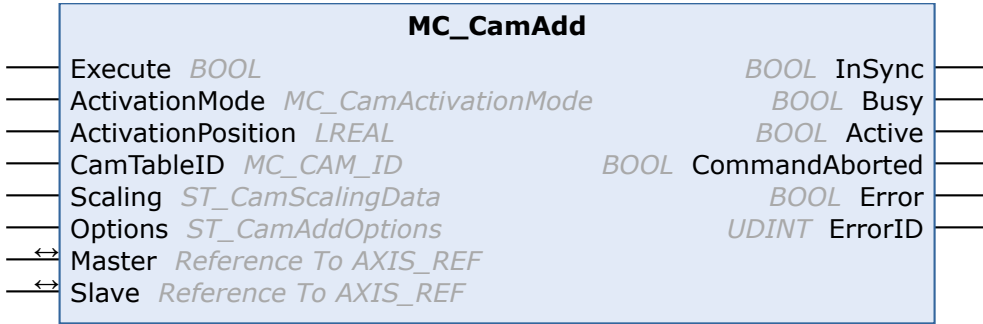 MC_CamAdd
Execute BOOL BOOL InSync
ActivationMode MC_CamActivationMode BOOL Busy
ActivationPosition LREAL BOOL Active
CamTableID MC_CAM_ID BOOL CommandAborted
Scaling ST_CamScalingData BOOL Error
Options ST_CamAddOptions UDINT ErrorID
Master Reference To AXIS_REF
Slave Reference To AXIS_REF